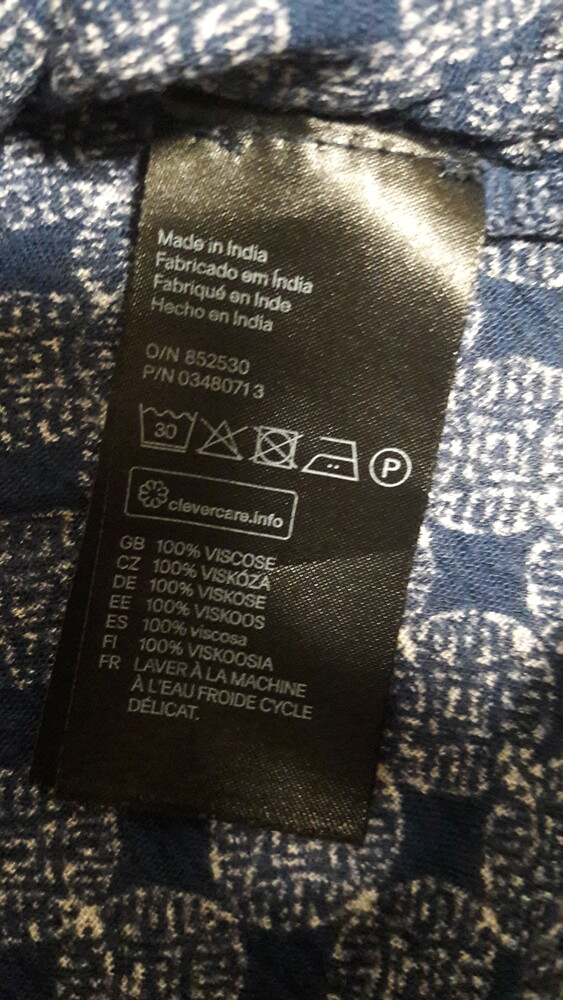 Made in India
Fabricado em Índia
Fabriqué en Inde
Hecho en India
O/N 852530
P/N 03480713
30 P
clevercare.info
GB 100% VISCOSE
CZ 100% VISKÓZA
DE 100% VISKOSE
EE 100% VISKOOS
ES 100% viscosa
FI 100% VISKOOSIA
FR LAVER À LA MACHINE
À L'EAU FROIDE CYCLE
DÉLICAT.